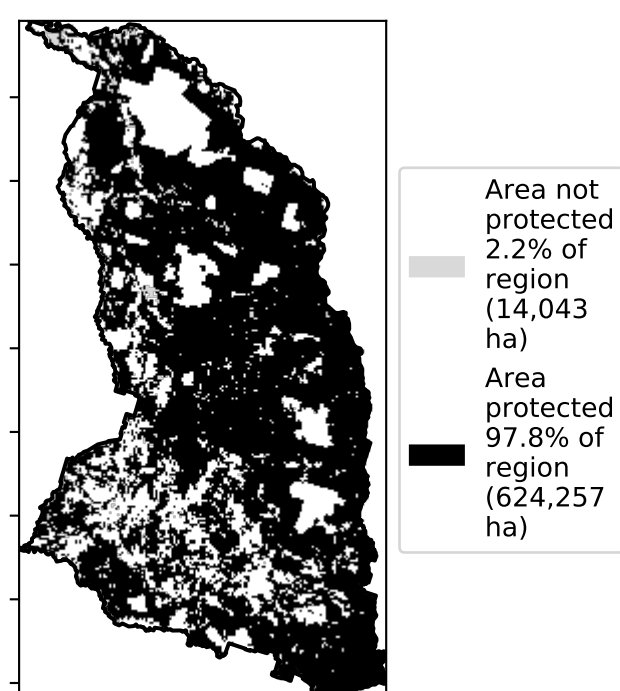 Area not
protected
2.2% of
region
(14,043
ha)
Area
protected
97.8% of
region
(624,257
ha)